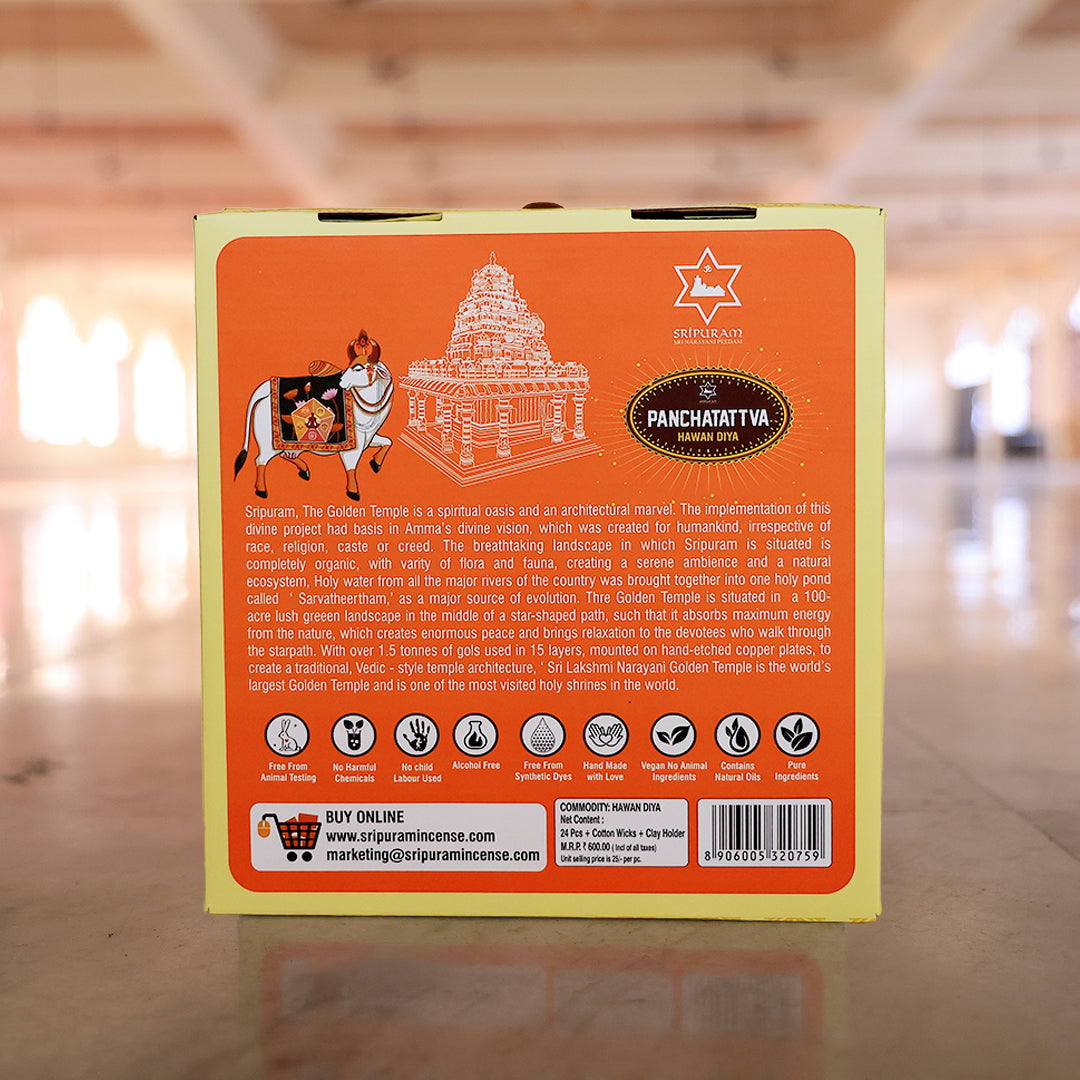 SRIPURAM
SRI NARAYANI PEEDAM
SRIPURAM
PANCHATATTVA
HAWAN DIYA
Sripuram, The Golden Temple is a spiritual oasis and an architectural marvel. The implementation of this
divine project had basis in Amma's divine vision, which was created for humankind, irrespective of
race, religion, caste or creed. The breathtaking landscape in which Sripuram is situated is
completely organic, with varity of flora and fauna, creating a serene ambience and a natural
ecosystem, Holy water from all the major rivers of the country was brought together into one holy pond
called ‘ Sarvatheertham,’ as a major source of evolution. Thre Golden Temple is situated in a 100-
acre lush greeen landscape in the middle of a star-shaped path, such that it absorbs maximum energy
from the nature, which creates enormous peace and brings relaxation to the devotees who walk through
the starpath. With over 1.5 tonnes of gols used in 15 layers, mounted on hand-etched copper plates, to
create a traditional, Vedic - style temple architecture, ‘ Sri Lakshmi Narayani Golden Temple is the world's
largest Golden Temple and is one of the most visited holy shrines in the world.
Free From
Animal Testing
No Harmful
Chemicals
No child
Labour Used
Alcohol Free
Free From
Synthetic Dyes
Hand Made
with Love
Vegan No Animal
Ingredients
Contains
Natural Oils
Pure
Ingredients
BUY ONLINE
www.sripuramincense.com
marketing@sripuramincense.com
COMMODITY: HAWAN DIYA
Net Content :
24 Pcs + Cotton Wicks + Clay Holder
M.R.P. ₹ 600.00 ( Incl of all taxes)
Unit selling price is 25/- per pc.
8 906005 320759